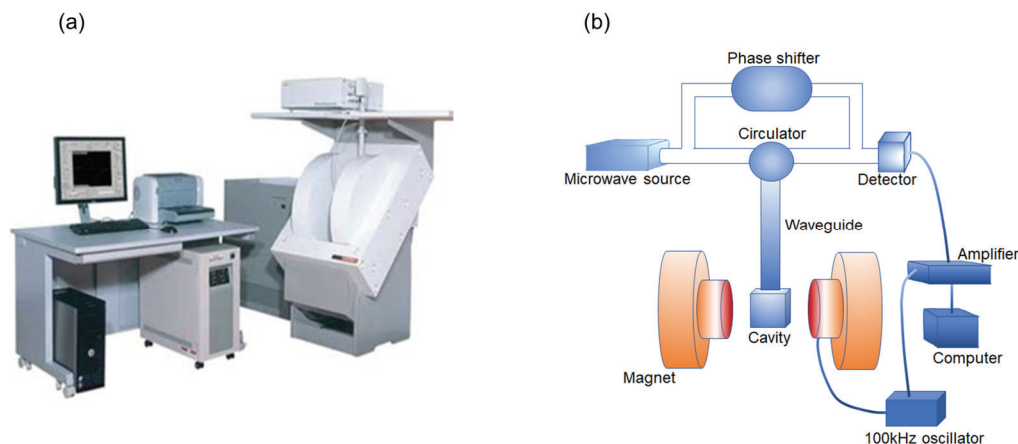 (a)
(b)
Phase shifter
Circulator
Microwave source
Detector
Waveguide
Amplifier
Cavity
Computer
Magnet
100kHz oscillator